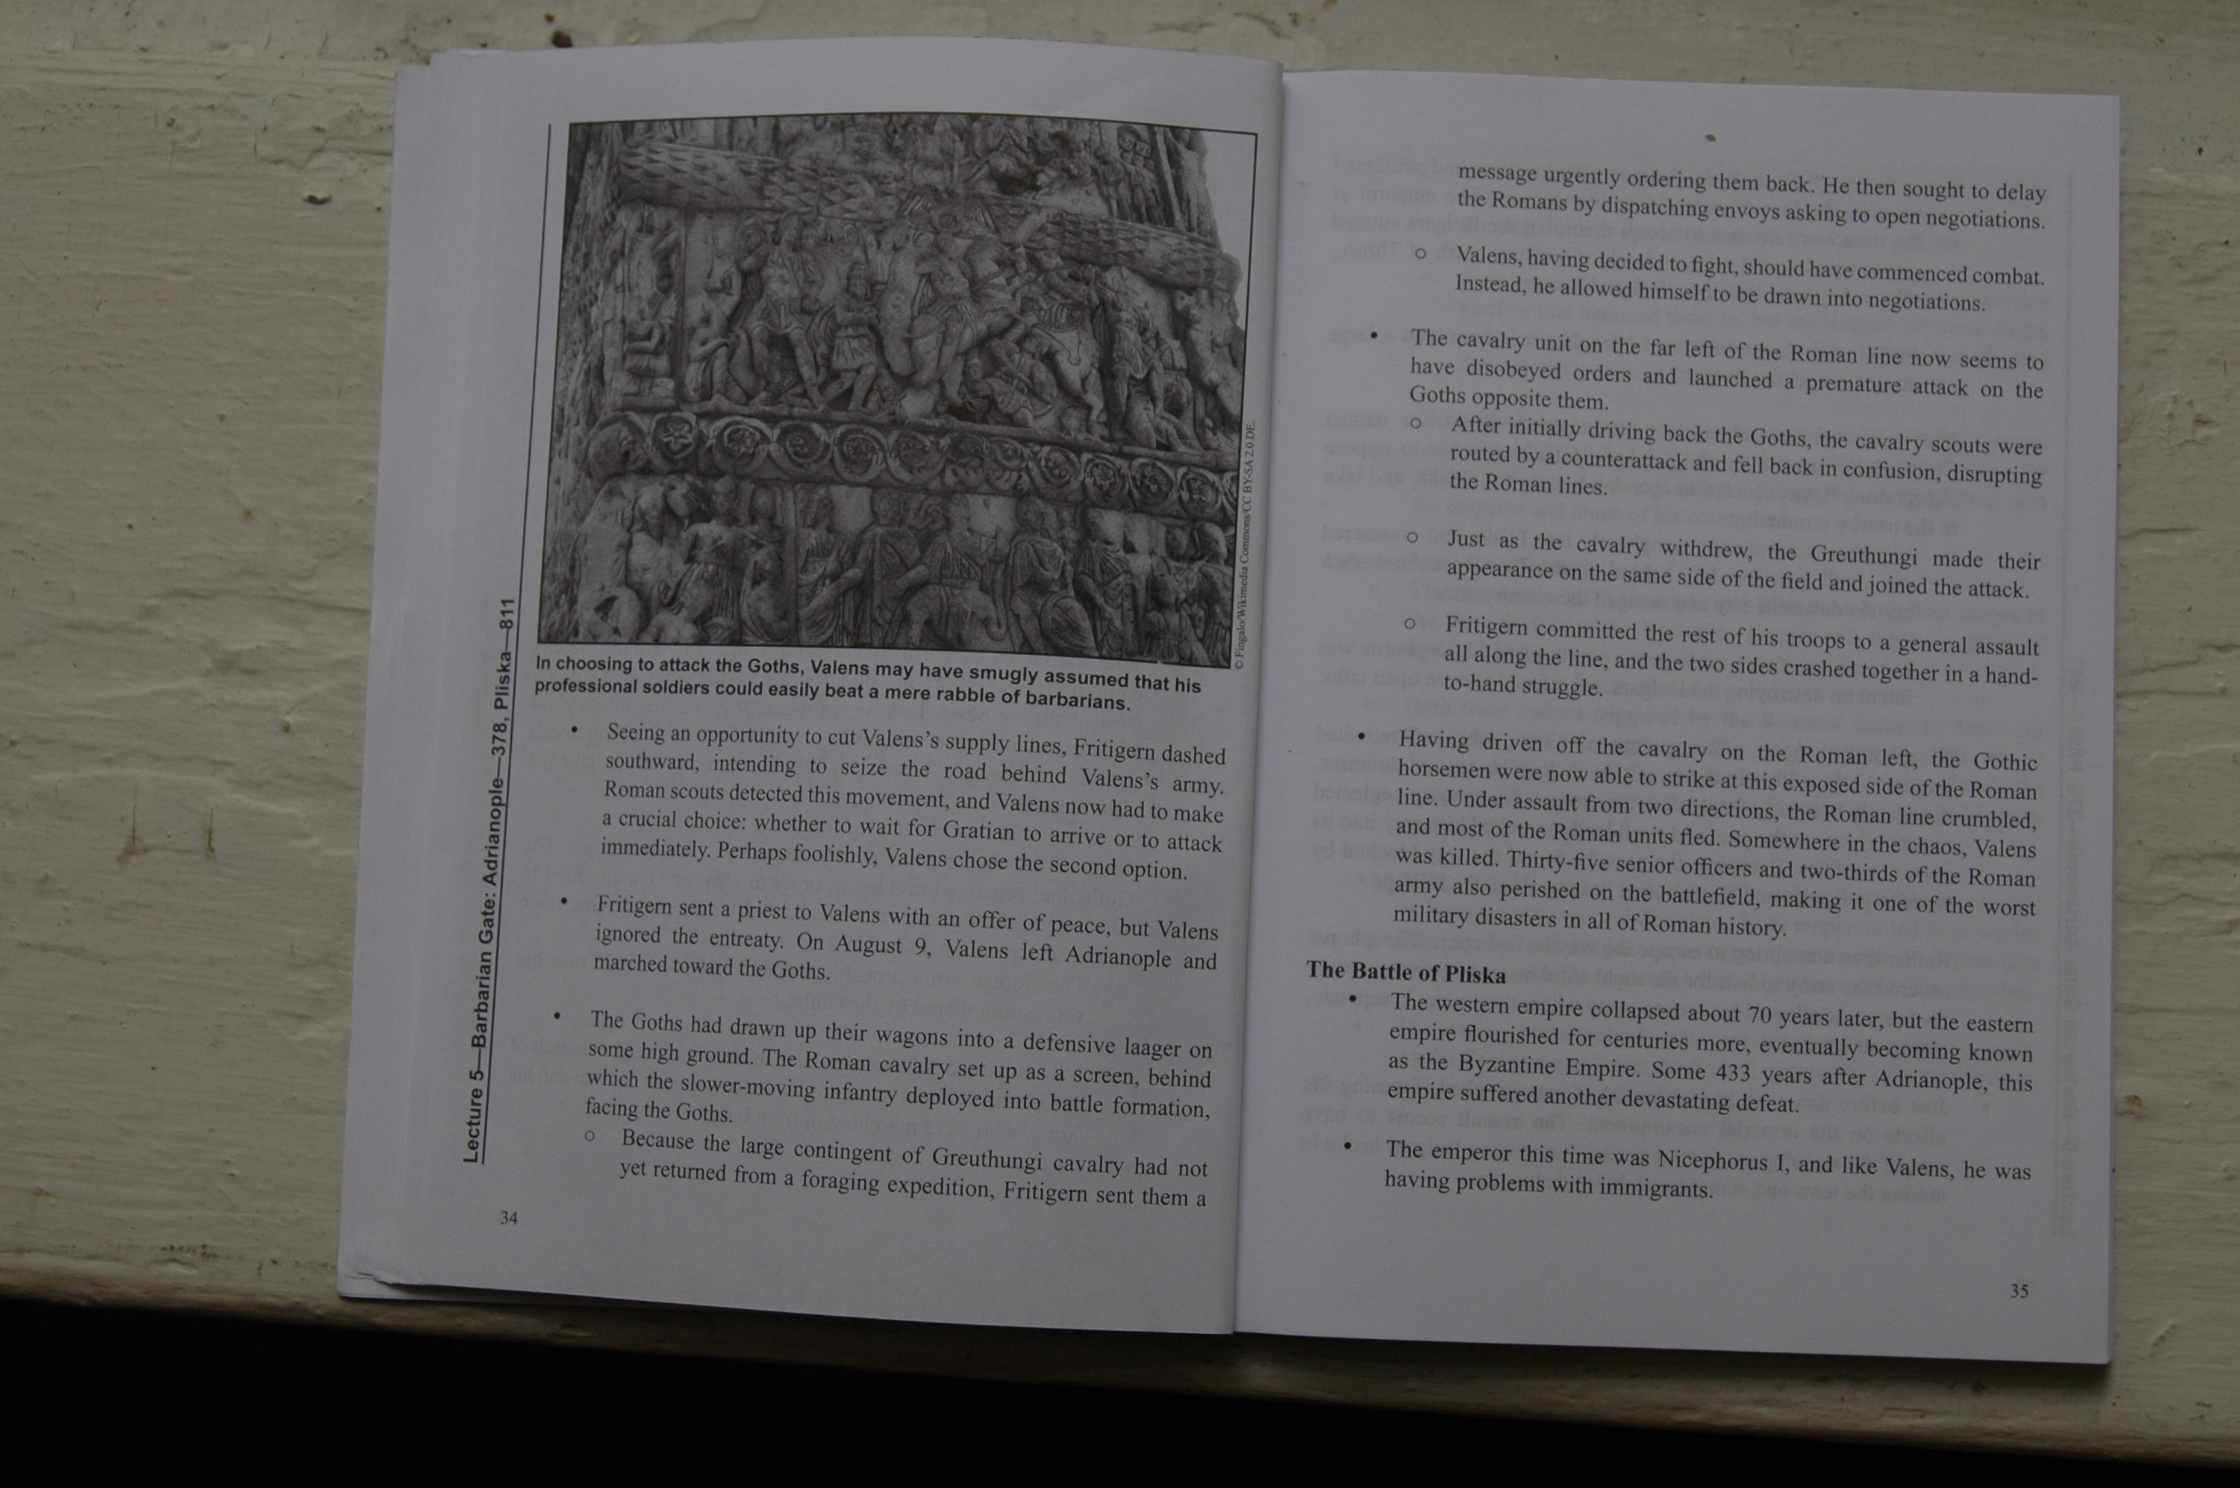 Lecture 5—Barbarian Gate: Adrianople—378, Pliska—811
© Fingalo/Wikimedia Commons/CC BY-SA 2.0 DE.
In choosing to attack the Goths, Valens may have smugly assumed that his
professional soldiers could easily beat a mere rabble of barbarians.
• Seeing an opportunity to cut Valens’s supply lines, Fritigern dashed
southward, intending to seize the road behind Valens’s army.
Roman scouts detected this movement, and Valens now had to make
a crucial choice: whether to wait for Gratian to arrive or to attack
immediately. Perhaps foolishly, Valens chose the second option.
• Fritigern sent a priest to Valens with an offer of peace, but Valens
ignored the entreaty. On August 9, Valens left Adrianople and
marched toward the Goths.
• The Goths had drawn up their wagons into a defensive laager on
some high ground. The Roman cavalry set up as a screen, behind
which the slower-moving infantry deployed into battle formation,
facing the Goths.
○ Because the large contingent of Greuthungi cavalry had not
yet returned from a foraging expedition, Fritigern sent them a
34
message urgently ordering them back. He then sought to delay
the Romans by dispatching envoys asking to open negotiations.
○ Valens, having decided to fight, should have commenced combat.
Instead, he allowed himself to be drawn into negotiations.
• The cavalry unit on the far left of the Roman line now seems to
have disobeyed orders and launched a premature attack on the
Goths opposite them.
○ After initially driving back the Goths, the cavalry scouts were
routed by a counterattack and fell back in confusion, disrupting
the Roman lines.
○ Just as the cavalry withdrew, the Greuthungi made their
appearance on the same side of the field and joined the attack.
○ Fritigern committed the rest of his troops to a general assault
all along the line, and the two sides crashed together in a hand-
to-hand struggle.
• Having driven off the cavalry on the Roman left, the Gothic
horsemen were now able to strike at this exposed side of the Roman
line. Under assault from two directions, the Roman line crumbled,
and most of the Roman units fled. Somewhere in the chaos, Valens
was killed. Thirty-five senior officers and two-thirds of the Roman
army also perished on the battlefield, making it one of the worst
military disasters in all of Roman history.
The Battle of Pliska
• The western empire collapsed about 70 years later, but the eastern
empire flourished for centuries more, eventually becoming known
as the Byzantine Empire. Some 433 years after Adrianople, this
empire suffered another devastating defeat.
• The emperor this time was Nicephorus I, and like Valens, he was
having problems with immigrants.
35